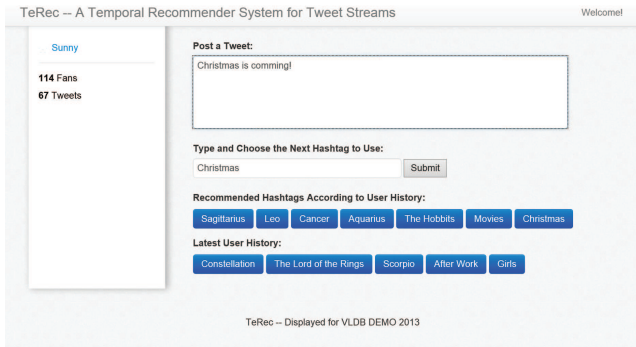 TeRec -- A Temporal Recommender System for Tweet Streams Welcome!
Sunny
114 Fans
67 Tweets
Post a Tweet:
Christmas is comming!
Type and Choose the Next Hashtag to Use:
Christmas Submit
Recommended Hashtags According to User History:
Sagittarius Leo Cancer Aquarius The Hobbits Movies Christmas
Latest User History:
Constellation The Lord of the Rings Scorpio After Work Girls
TeRec -- Displayed for VLDB DEMO 2013